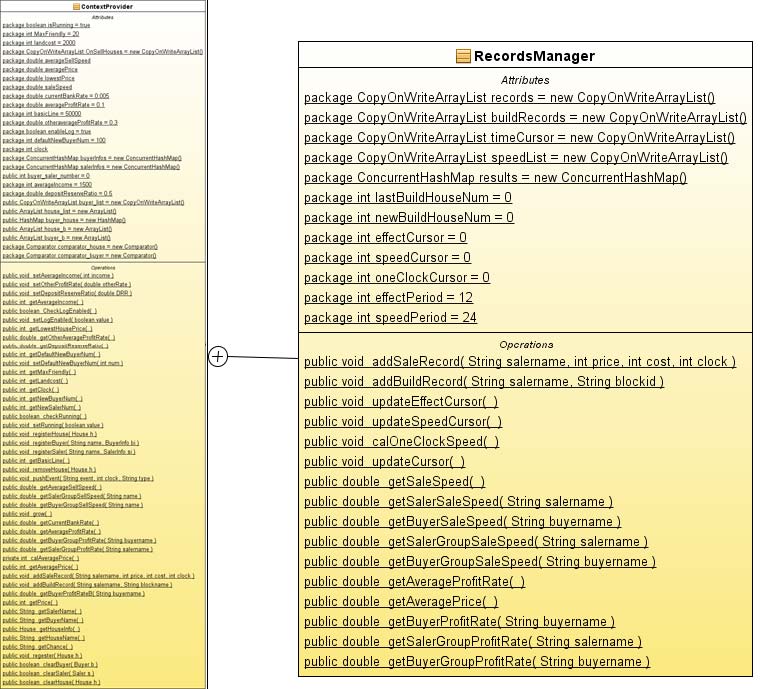 ContextProvider
Attributes
package boolean isRunning = true
package int MaxFriendly = 20
package int landcost = 2000
package CopyOnWriteArrayList OnSellHouses = new CopyOnWriteArrayList()
package double averageSellSpeed
package double averagePrice
package double lowestPrice
package double saleSpeed
package double currentBankRate = 0.005
package double averageProfitRate = 0.1
package int basicLine = 50000
package double otheraverageProfitRate = 0.3
package boolean enableLog = true
package int defaultNewBuyerNum = 100
package int clock
package ConcurrentHashMap buyerInfos = new ConcurrentHashMap()
package ConcurrentHashMap salerInfos = new ConcurrentHashMap()
public int buyer_saler_number = 0
package int averageIncome = 1500
package double depositReserveRatio = 0.5
public CopyOnWriteArrayList buyer_list = new CopyOnWriteArrayList()
public ArrayList house_list = new ArrayList()
public HashMap buyer_house = new HashMap()
public ArrayList house_b = new ArrayList()
public ArrayList buyer_b = new ArrayList()
package Comparator comparator_house = new Comparator()
package Comparator comparator_buyer = new Comparator()
Operations
public void setAverageIncome( int income )
public void setOtherProfitRate( double otherRate )
public void setDepositReserveRatio( double DRR )
public int getAverageIncome( )
public boolean CheckLogEnabled( )
public void setLogEnabled( boolean value )
public int getLowestHousePrice( )
public double getOtherAverageProfitRate( )
public double getDepositReserveRatio( )
public int getDefaultNewBuyerNum( )
public void setDefaultNewBuyerNum( int num )
public int getMaxFriendly( )
public int getLandcost( )
public int getClock( )
public int getNewBuyerNum( )
public int getNewSalerNum( )
public boolean checkRunning( )
public void setRunning( boolean value )
public void registerHouse( House h )
public void registerBuyer( String name, BuyerInfo bi )
public void registerSaler( String name, SalerInfo si )
public int getBasicLine( )
public void removeHouse( House h )
public void pushEvent( String event, int clock, String type )
public double getAverageSellSpeed( )
public double getSalerGroupSellSpeed( String name )
public double getBuyerGroupSellSpeed( String name )
public void grow( )
public double getCurrentBankRate( )
public double getAverageProfitRate( )
public double getBuyerGroupProfitRate( String buyername )
public double getSalerGroupProfitRate( String salername )
private int calAveragePrice( )
public int getAveragePrice( )
public void addSaleRecord( String salername, int price, int cost, int clock )
public void addBuildRecord( String salername, String blockname )
public double getBuyerProfitRateB( String buyername )
public int getPrice( )
public String getSalerName( )
public String getBuyerName( )
public House getHouseInfo( )
public String getHouseName( )
public String getChance( )
public void register( House h )
public boolean clearBuyer( Buyer b )
public boolean clearSaler( Saler s )
public boolean clearHouse( House h )
RecordsManager
Attributes
package CopyOnWriteArrayList records = new CopyOnWriteArrayList()
package CopyOnWriteArrayList buildRecords = new CopyOnWriteArrayList()
package CopyOnWriteArrayList timeCursor = new CopyOnWriteArrayList()
package CopyOnWriteArrayList speedList = new CopyOnWriteArrayList()
package ConcurrentHashMap results = new ConcurrentHashMap()
package int lastBuildHouseNum = 0
package int newBuildHouseNum = 0
package int effectCursor = 0
package int speedCursor = 0
package int oneClockCursor = 0
package int effectPeriod = 12
package int speedPeriod = 24
Operations
public void addSaleRecord( String salername, int price, int cost, int clock )
public void addBuildRecord( String salername, String blockid )
public void updateEffectCursor( )
public void updateSpeedCursor( )
public void calOneClockSpeed( )
public void updateCursor( )
public double getSaleSpeed( )
public double getSalerSaleSpeed( String salername )
public double getBuyerSaleSpeed( String buyername )
public double getSalerGroupSaleSpeed( String salername )
public double getBuyerGroupSaleSpeed( String buyername )
public double getAverageProfitRate( )
public double getAveragePrice( )
public double getBuyerProfitRate( String buyername )
public double getSalerGroupProfitRate( String salername )
public double getBuyerGroupProfitRate( String buyername )